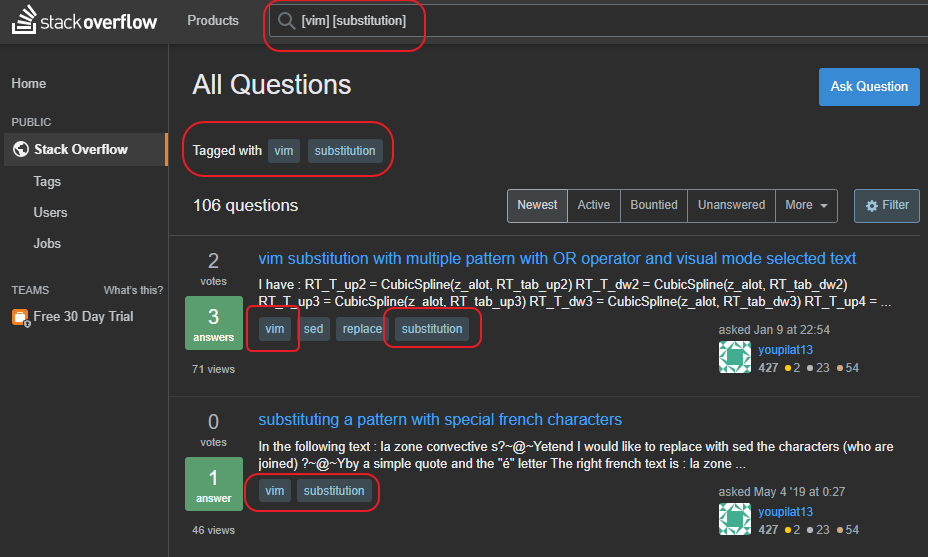 stackoverflow Products [vim] [substitution]
Home
All Questions
Ask Question
PUBLIC
Stack Overflow
Tagged with vim substitution
Tags
Users
106 questions
Newest Active Bountied Unanswered More Filter
Jobs
TEAMS What's this?
Free 30 Day Trial
2
votes
3
answers
71 views
vim substitution with multiple pattern with OR operator and visual mode selected text
I have : RT_T_up2 = CubicSpline(z_alot, RT_tab_up2) RT_T_dw2 = CubicSpline(z_alot, RT_tab_dw2)
RT_T_up3 = CubicSpline(z_alot, RT_tab_up3) RT_T_dw3 = CubicSpline(z_alot, RT_tab_dw3) RT_T_up4 = ...
vim sed replace substitution
asked Jan 9 at 22:54
youpilat13
427 2 23 54
0
votes
1
answer
46 views
substituting a pattern with special french characters
In the following text : la zone convective s?~@~Yetend I would like to replace with sed the characters (who are
joined) ?~@~Yby a simple quote and the "é" letter The right french text is : la zone ...
vim substitution
asked May 4 '19 at 0:27
youpilat13
427 2 23 54